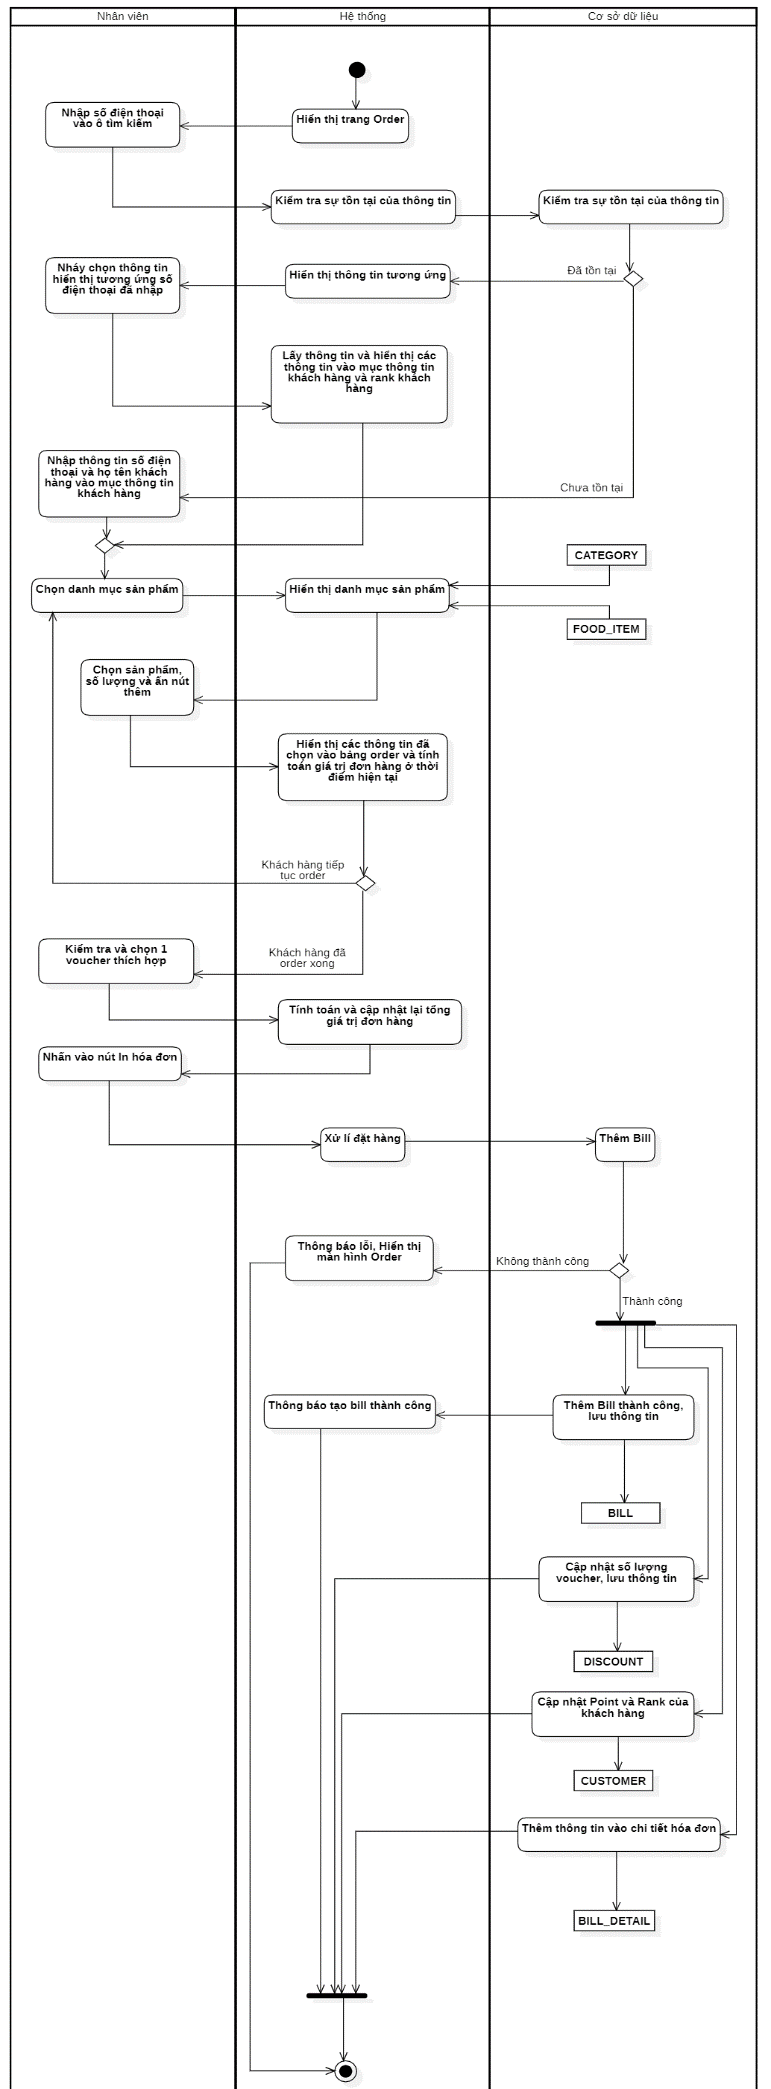 Nhân viên
Hệ thống
Cơ sở dữ liệu
Nhập số điện thoại
vào ô tìm kiếm
Hiển thị trang Order
Kiểm tra sự tồn tại của thông tin
Kiểm tra sự tồn tại của thông tin
Nháy chọn thông tin
hiển thị tương ứng số
điện thoại đã nhập
Hiển thị thông tin tương ứng
Đã tồn tại
Lấy thông tin và hiển thị các
thông tin vào mục thông tin
khách hàng và rank khách
hàng
Nhập thông tin số điện
thoại và họ tên khách
hàng vào mục thông tin
khách hàng
Chưa tồn tại
CATEGORY
Chọn danh mục sản phẩm
Hiển thị danh mục sản phẩm
FOOD_ITEM
Chọn sản phẩm,
số lượng và ấn nút
thêm
Hiển thị các thông tin đã
chọn vào bảng order và tính
toán giá trị đơn hàng ở thời
điểm hiện tại
Khách hàng tiếp
tục order
Kiểm tra và chọn 1
voucher thích hợp
Khách hàng đã
order xong
Tính toán và cập nhật lại tổng
giá trị đơn hàng
Nhấn vào nút In hóa đơn
Xử lí đặt hàng
Thêm Bill
Thông báo lỗi, Hiển thị
màn hình Order
Không thành công
Thành công
Thông báo tạo bill thành công
Thêm Bill thành công,
lưu thông tin
BILL
Cập nhật số lượng
voucher, lưu thông tin
DISCOUNT
Cập nhật Point và Rank của
khách hàng
CUSTOMER
Thêm thông tin vào chi tiết hóa đơn
BILL_DETAIL